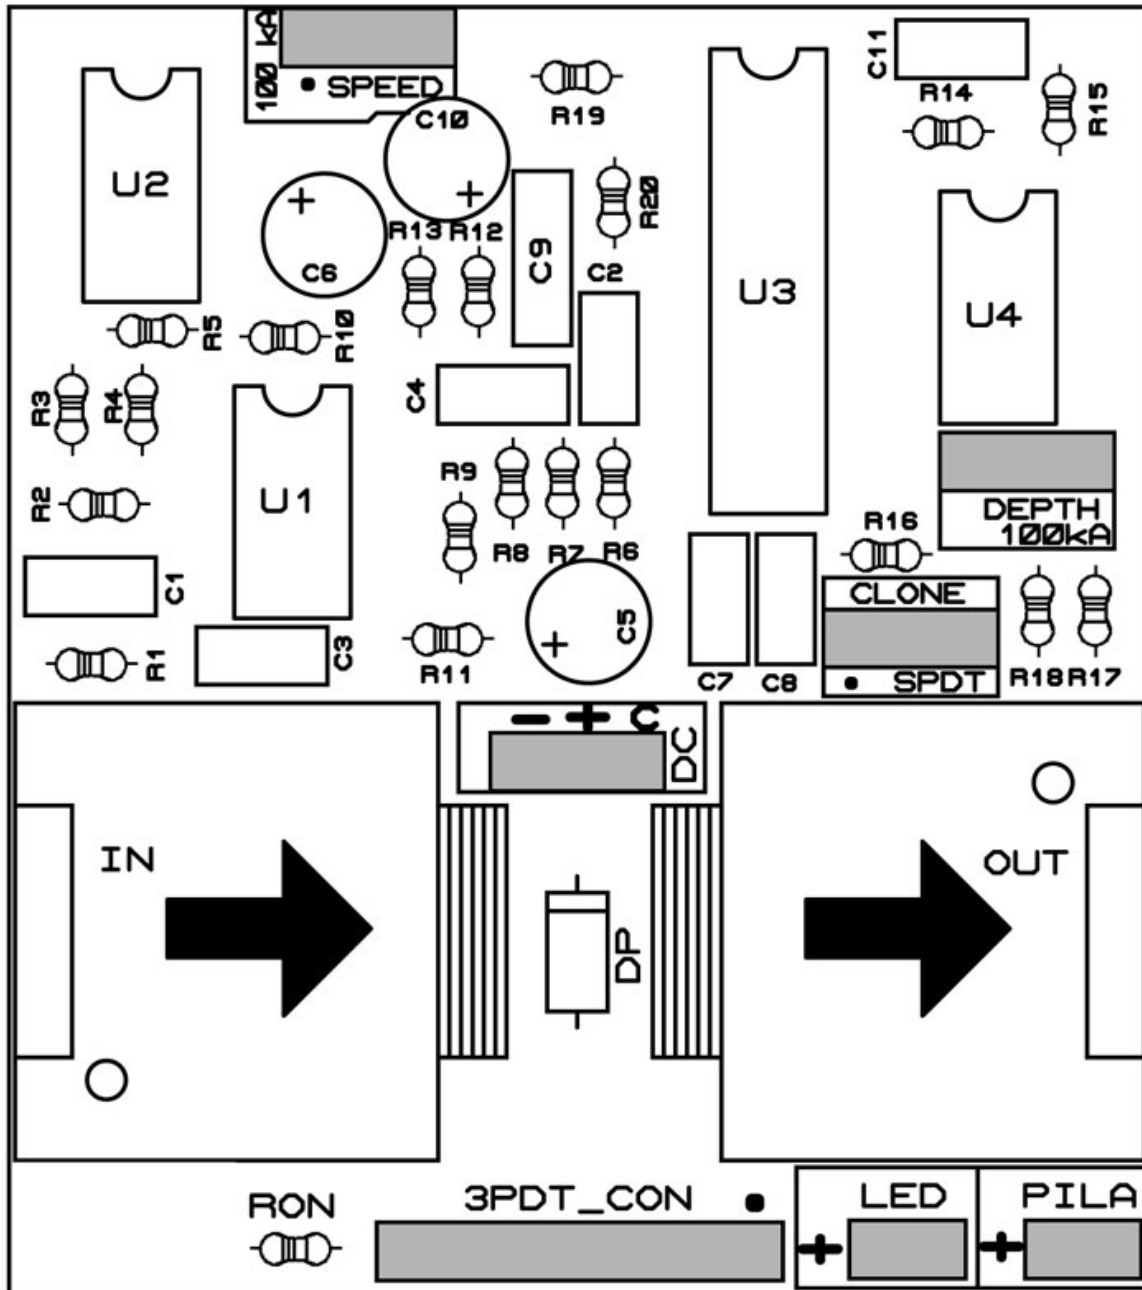 100 kA
SPEED
C10
C11
R19
R14
R15
U2
C6
R13
R12
C9
R20
C2
U3
U4
R5
R10
R3
R4
C4
R2
U1
R9
R8
R7
R6
DEPTH
100kA
R16
C1
C3
R1
R11
C5
C7
C8
CLONE
SPDT
R18
R17
- + C
DC
IN
OUT
DP
RON
3PDT_CON
LED
+
PILA
+